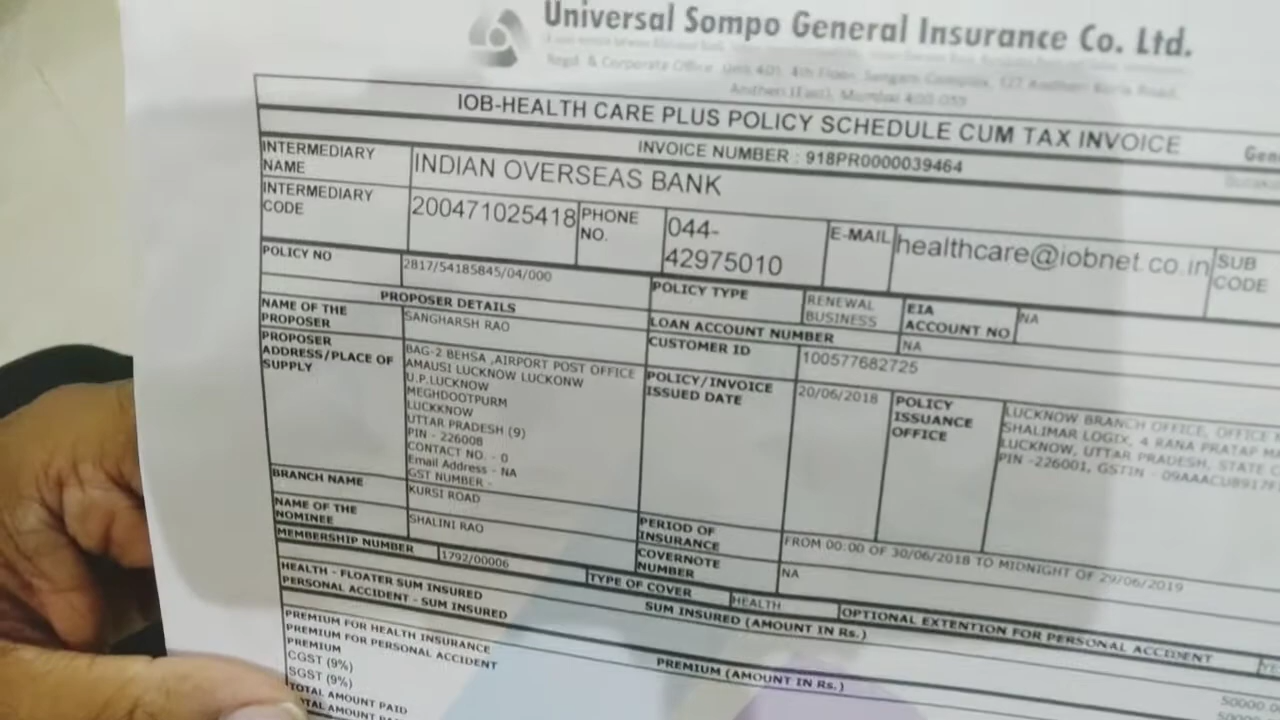 Universal Sompo General Insurance Co. Ltd.
Regd. & Corporate Office: Unit 401, 4th Floor, Sangam Complex, 127 Andheri Kurla Road,
Andheri (East), Mumbai 400 059
IOB-HEALTH CARE PLUS POLICY SCHEDULE CUM TAX INVOICE
INVOICE NUMBER : 918PR0000039464
INTERMEDIARY NAME INDIAN OVERSEAS BANK
INTERMEDIARY CODE 200471025418 PHONE NO. 044-42975010 E-MAIL healthcare@iobnet.co.in SUB CODE
POLICY NO 2817/54185845/04/000 POLICY TYPE RENEWAL BUSINESS EIA ACCOUNT NO NA
PROPOSER DETAILS LOAN ACCOUNT NUMBER NA
NAME OF THE PROPOSER SANGHARSH RAO CUSTOMER ID 100577682725
PROPOSER ADDRESS/PLACE OF SUPPLY
BAG-2 BEHSA ,AIRPORT POST OFFICE
AMAUSI LUCKNOW LUCKONW
U.P.LUCKNOW
MEGHDOOTPURM
LUCKKNOW
UTTAR PRADESH (9)
PIN - 226008
CONTACT NO. - 0
Email Address - NA
GST NUMBER -
POLICY/INVOICE ISSUED DATE 20/06/2018 POLICY ISSUANCE OFFICE
LUCKNOW BRANCH OFFICE, OFFICE
SHALIMAR LOGIX, 4 RANA PRATAP
LUCKNOW, UTTAR PRADESH, STATE
PIN -226001, GSTIN -
BRANCH NAME KURSI ROAD
NAME OF THE NOMINEE SHALINI RAO PERIOD OF INSURANCE FROM 00:00 OF 30/06/2018 TO MIDNIGHT OF 29/06/2019
MEMBERSHIP NUMBER 1792/00006 COVERNOTE NUMBER NA
TYPE OF COVER HEALTH OPTIONAL EXTENTION FOR PERSONAL ACCIDENT
SUM INSURED (AMOUNT IN Rs.)
HEALTH - FLOATER SUM INSURED
PERSONAL ACCIDENT - SUM INSURED
PREMIUM (AMOUNT IN Rs.)
PREMIUM FOR HEALTH INSURANCE
PREMIUM FOR PERSONAL ACCIDENT
PREMIUM
CGST (9%)
SGST (9%)
TOTAL AMOUNT PAID